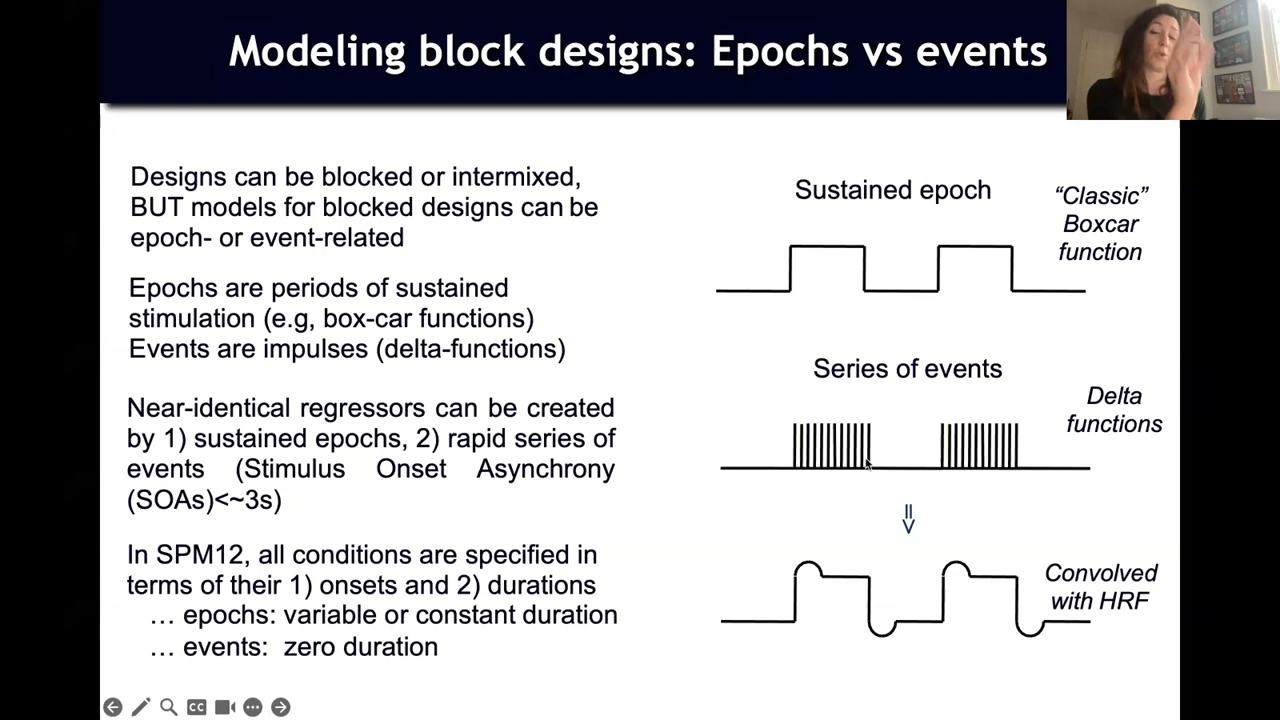 Modeling block designs: Epochs vs events
Designs can be blocked or intermixed,
BUT models for blocked designs can be
epoch- or event-related
Epochs are periods of sustained
stimulation (e.g, box-car functions)
Events are impulses (delta-functions)
Near-identical regressors can be created
by 1) sustained epochs, 2) rapid series of
events (Stimulus Onset Asynchrony
(SOAs)<~3s)
In SPM12, all conditions are specified in
terms of their 1) onsets and 2) durations
… epochs: variable or constant duration
… events: zero duration
Sustained epoch
“Classic”
Boxcar
function
Series of events
Delta
functions
Convolved
with HRF
CC